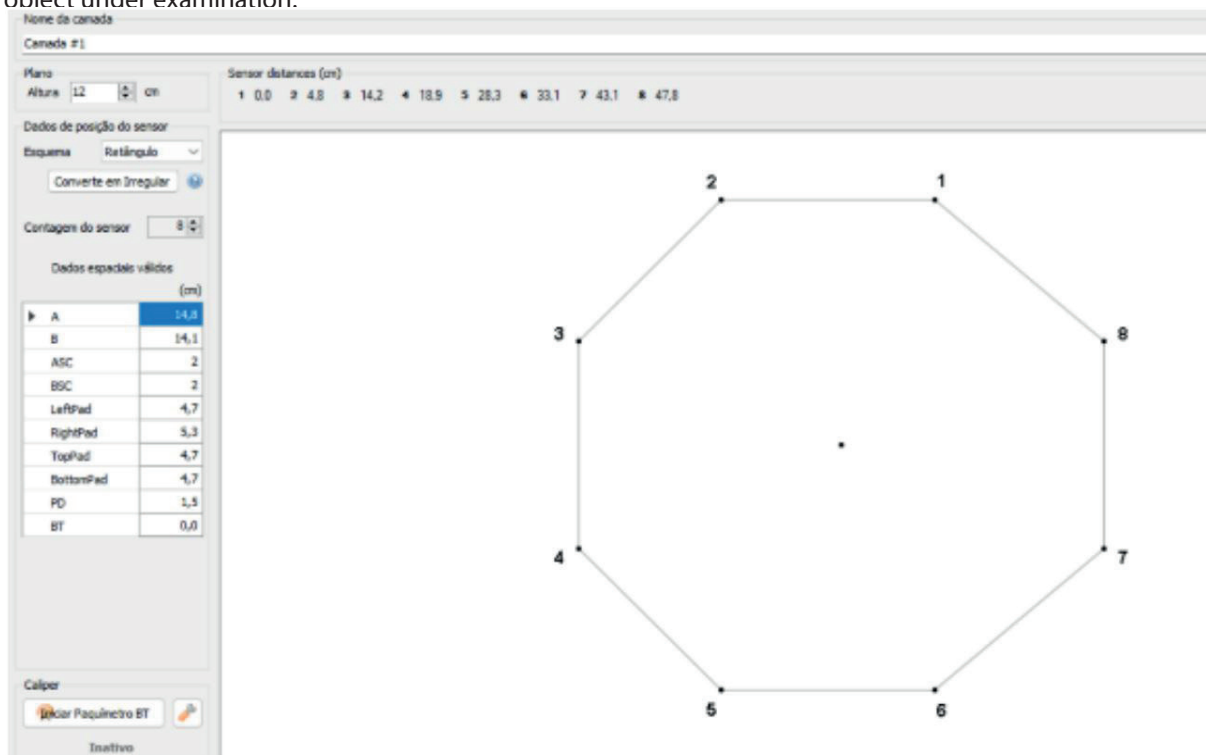 object under examination.
Nome da camada
Camada #1
Plano
Altura 12 cm
Sensor distances (cm)
1 0,0 2 4,8 3 14,2 4 18,9 5 28,3 6 33,1 7 43,1 8 47,8
Dados de posição do sensor
Esquema Retângulo
Converte em Irregular
Contagem do sensor 8
Dados espaciais válidos
(cm)
A 14,8
B 14,1
ASC 2
BSC 2
LeftPad 4,7
RightPad 5,3
TopPad 4,7
BottomPad 4,7
PD 1,5
BT 0,0
Caliper
Iniciar Paquímetro BT
Inativo
2 1
3 8
4 7
5 6